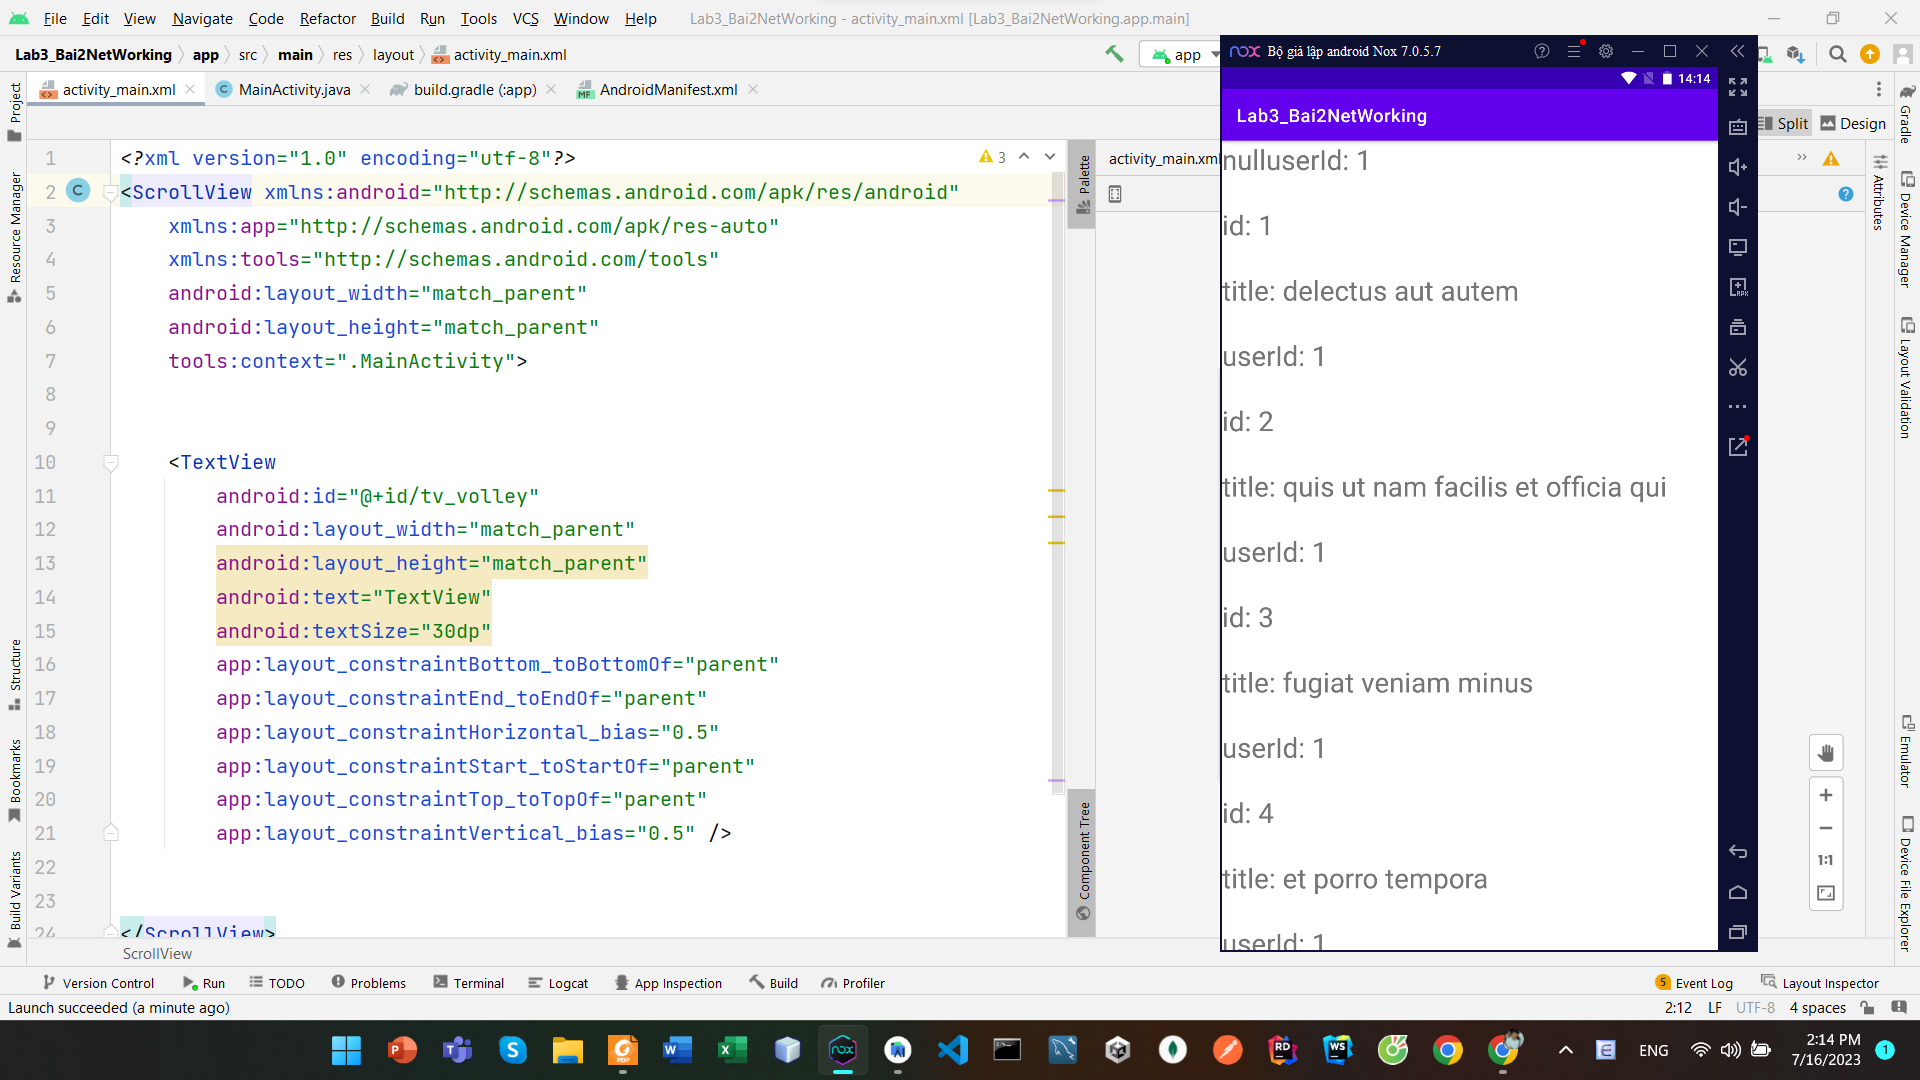 File Edit View Navigate Code Refactor Build Run Tools VCS Window Help Lab3_Bai2NetWorking - activity_main.xml [Lab3_Bai2NetWorking.app.main]
Lab3_Bai2NetWorking app src main res layout activity_main.xml app
activity_main.xml MainActivity.java build.gradle (:app) AndroidManifest.xml
Split Design
Project
Resource Manager
Structure
Bookmarks
Build Variants
1 <?xml version="1.0" encoding="utf-8"?>
2 <ScrollView xmlns:android="http://schemas.android.com/apk/res/android"
3 xmlns:app="http://schemas.android.com/apk/res-auto"
4 xmlns:tools="http://schemas.android.com/tools"
5 android:layout_width="match_parent"
6 android:layout_height="match_parent"
7 tools:context=".MainActivity">
8
9
10 <TextView
11 android:id="@+id/tv_volley"
12 android:layout_width="match_parent"
13 android:layout_height="match_parent"
14 android:text="TextView"
15 android:textSize="30dp"
16 app:layout_constraintBottom_toBottomOf="parent"
17 app:layout_constraintEnd_toEndOf="parent"
18 app:layout_constraintHorizontal_bias="0.5"
19 app:layout_constraintStart_toStartOf="parent"
20 app:layout_constraintTop_toTopOf="parent"
21 app:layout_constraintVertical_bias="0.5" />
22
23
24 </ScrollView>
3
ScrollView
Palette
Component Tree
activity_main.xml
nox Bộ giả lập android Nox 7.0.5.7
14:14
Lab3_Bai2NetWorking
nulluserId: 1
id: 1
title: delectus aut autem
userId: 1
id: 2
title: quis ut nam facilis et officia qui
userId: 1
id: 3
title: fugiat veniam minus
userId: 1
id: 4
title: et porro tempora
userId: 1
1:1
Attributes
Gradle
Device Manager
Layout Validation
Emulator
Device File Explorer
Version Control Run TODO Problems Terminal Logcat App Inspection Build Profiler 5 Event Log Layout Inspector
Launch succeeded (a minute ago) 2:12 LF UTF-8 4 spaces
ENG 2:14 PM
7/16/2023 1